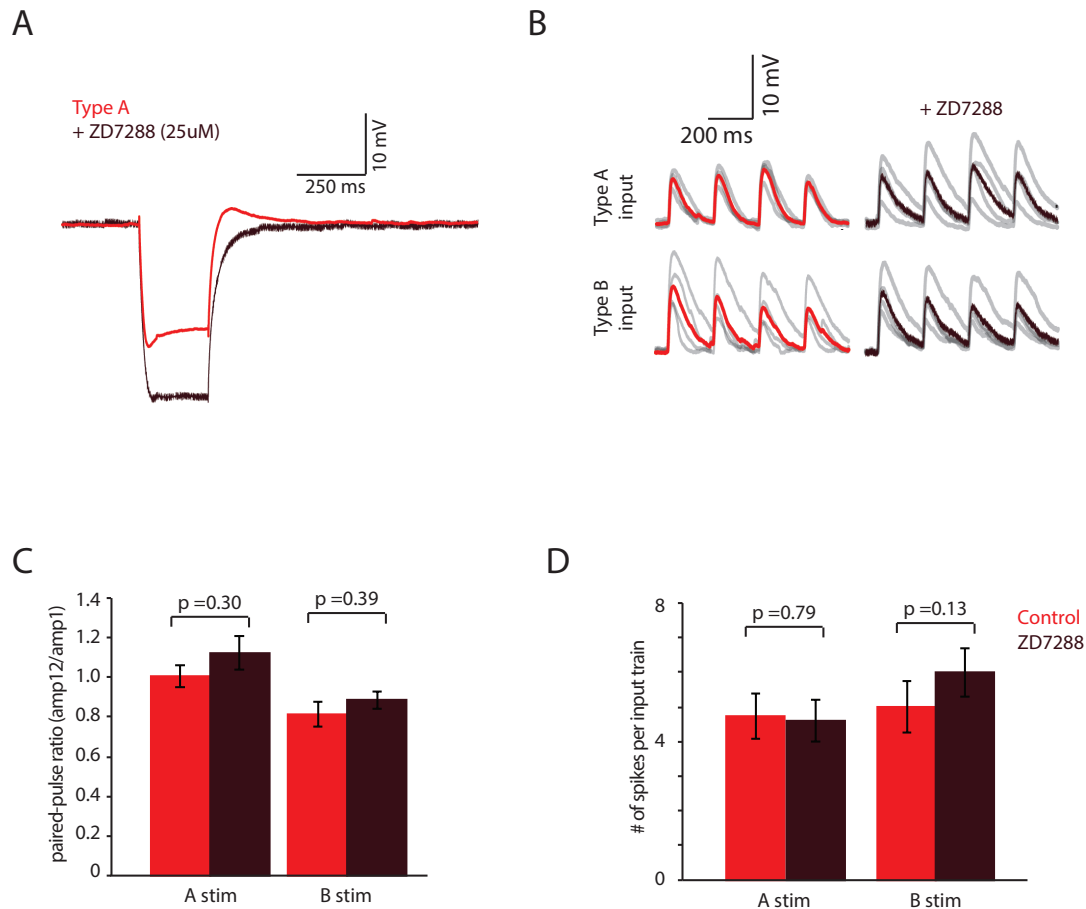 A
Type A
+ ZD7288 (25uM)
10 mV
250 ms
B
10 mV
200 ms
+ ZD7288
Type A
input
Type B
input
C
paired-pulse ratio (amp12/amp1)
1.4
1.2
1.0
0.8
0.6
0.4
0.2
0
p =0.30
p =0.39
A stim
B stim
D
# of spikes per input train
8
4
0
p =0.79
p =0.13
Control
ZD7288
A stim
B stim